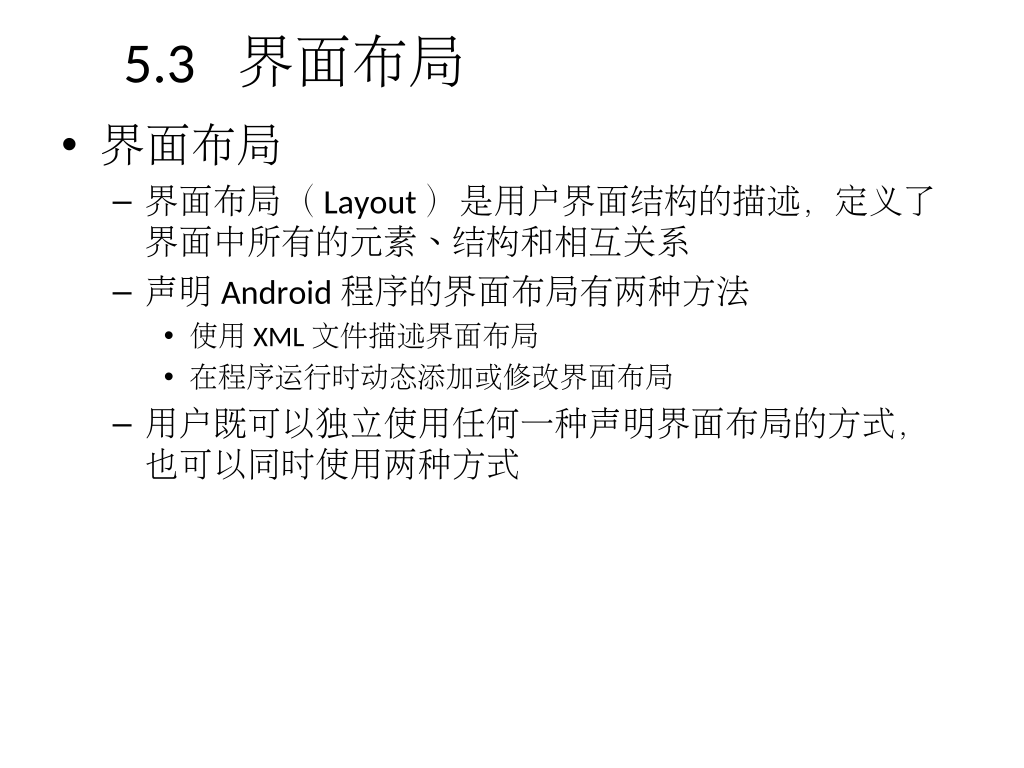 5.3 界面布局
• 界面布局
– 界面布局（Layout）是用户界面结构的描述，定义了
界面中所有的元素、结构和相互关系
– 声明 Android 程序的界面布局有两种方法
• 使用 XML 文件描述界面布局
• 在程序运行时动态添加或修改界面布局
– 用户既可以独立使用任何一种声明界面布局的方式，
也可以同时使用两种方式